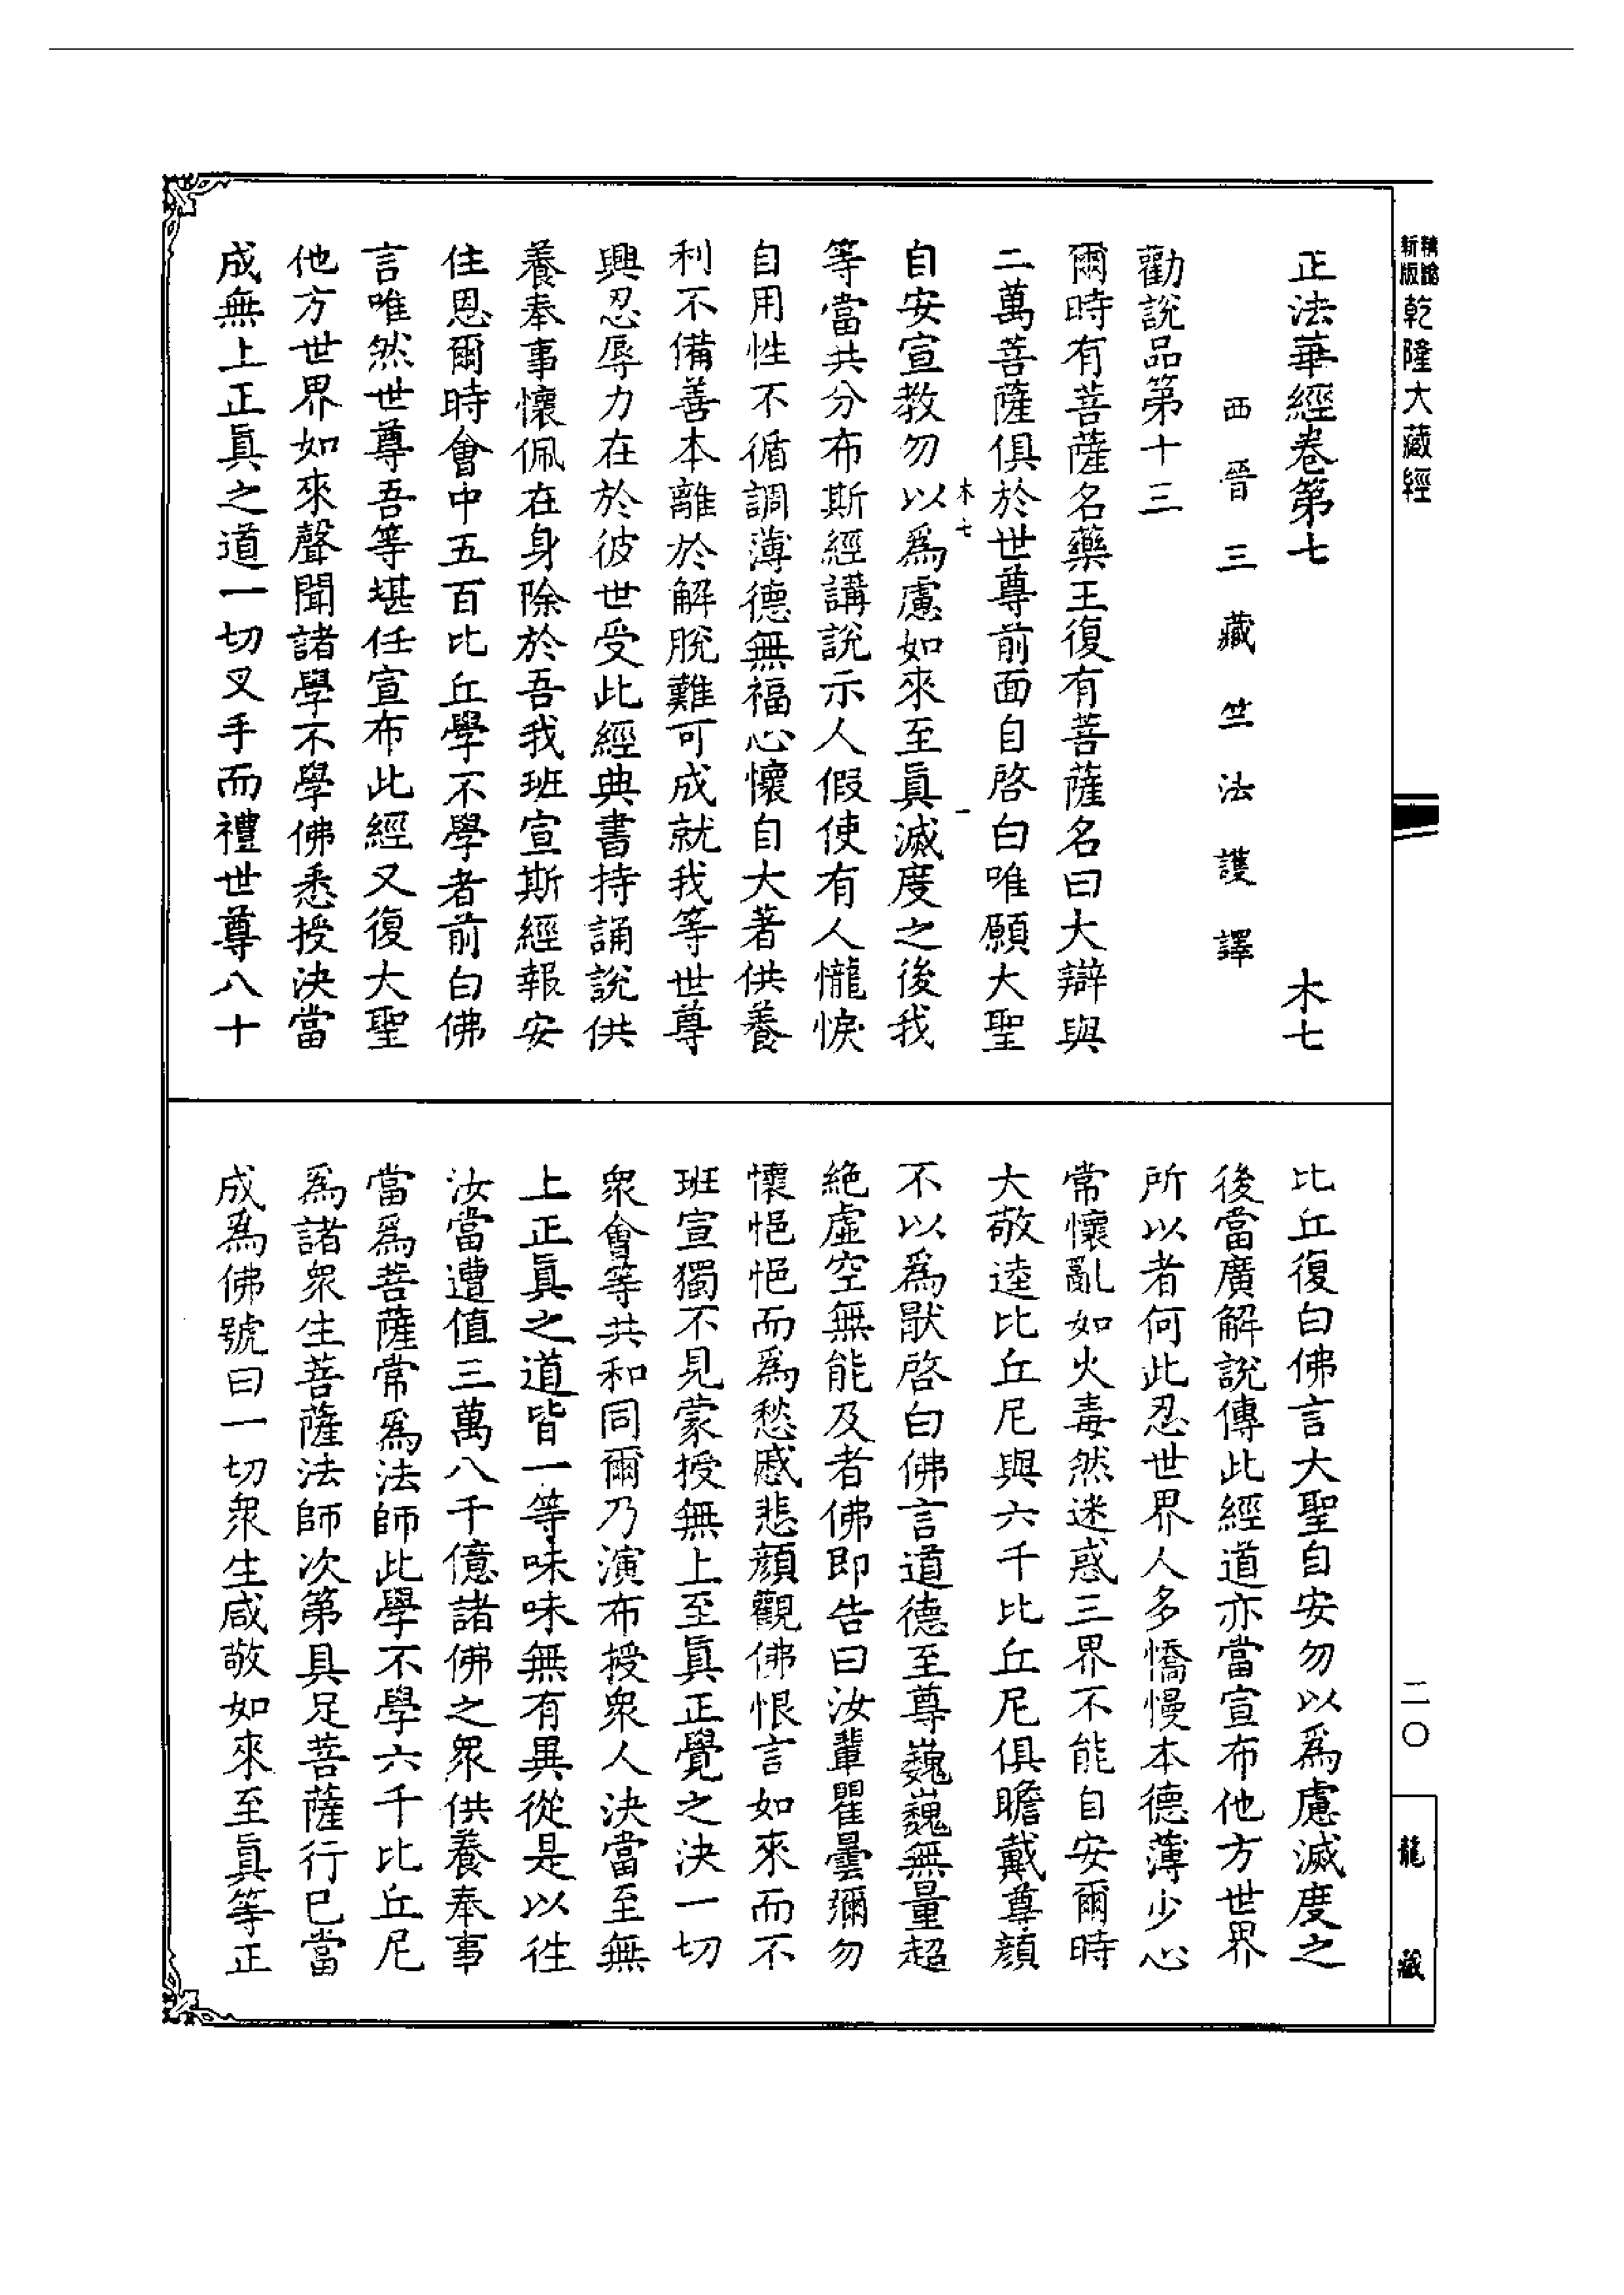 新版精縮乾隆大藏經
二〇
龍藏
正法華經卷第七 木七
西晉三藏竺法護譯
勸說品第十三
爾時有菩薩名藥王復有菩薩名曰大辯與
二萬菩薩俱於世尊前面自啓白唯願大聖
木七 一
自安宣教勿以爲慮如來至眞滅度之後我
等當共分布斯經講說示人假使有人儱悷
自用性不循調薄德無福心懷自大著供養
利不備善本離於解脫難可成就我等世尊
興忍辱力在於彼世受此經典書持誦說供
養奉事懷佩在身除於吾我班宣斯經報安
住恩爾時會中五百比丘學不學者前白佛
言唯然世尊吾等堪任宣布此經又復大聖
他方世界如來聲聞諸學不學佛悉授決當
成無上正眞之道一切叉手而禮世尊八十
比丘復白佛言大聖自安勿以爲慮滅度之
後當廣解說傳此經道亦當宣布他方世界
所以者何此忍世界人多憍慢本德薄少心
常懷亂如火毒然迷惑三界不能自安爾時
大敬逵比丘尼與六千比丘尼俱瞻戴尊顏
不以爲猒啓白佛言道德至尊巍巍無量超
絶虛空無能及者佛即告曰汝輩瞿曇彌勿
懷悒悒而爲愁慼悲顏觀佛恨言如來而不
班宣獨不見蒙授無上至眞正覺之決一切
衆會等共和同爾乃演布授衆人決當至無
上正眞之道皆一等味味無有異從是以往
汝當遭值三萬八千億諸佛之衆供養奉事
當爲菩薩常爲法師此學不學六千比丘尼
爲諸衆生菩薩法師次第具足菩薩行已當
成爲佛號曰一切衆生咸敬如來至眞等正